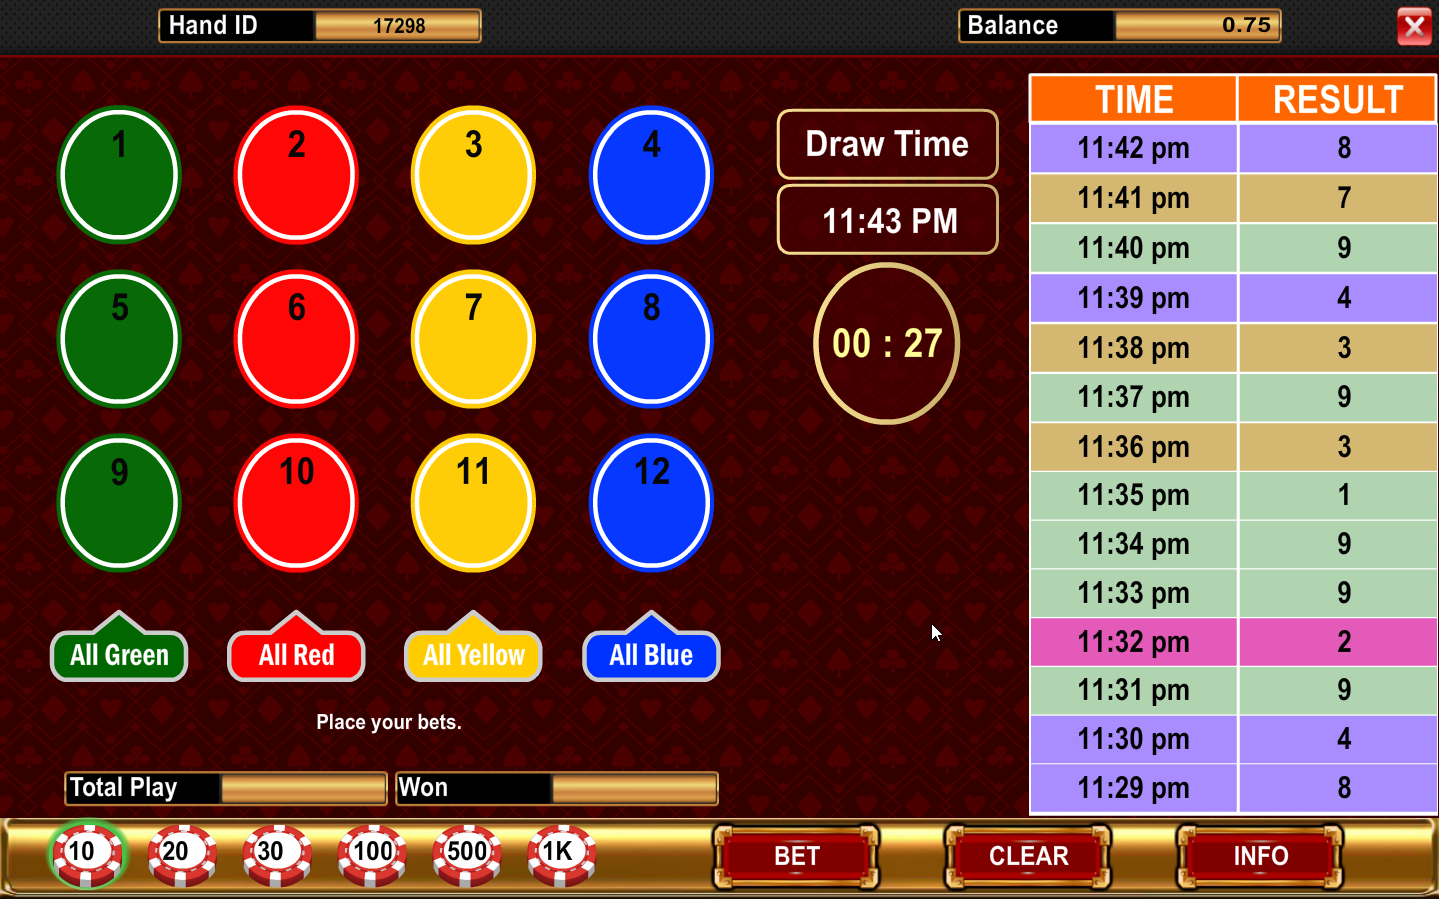 Hand ID 17298 Balance 0.75
1 2 3 4
5 6 7 8
9 10 11 12
All Green All Red All Yellow All Blue
Place your bets.
Total Play Won
Draw Time
11:43 PM
00 : 27
TIME RESULT
11:42 pm 8
11:41 pm 7
11:40 pm 9
11:39 pm 4
11:38 pm 3
11:37 pm 9
11:36 pm 3
11:35 pm 1
11:34 pm 9
11:33 pm 9
11:32 pm 2
11:31 pm 9
11:30 pm 4
11:29 pm 8
10 20 30 100 500 1K BET CLEAR INFO